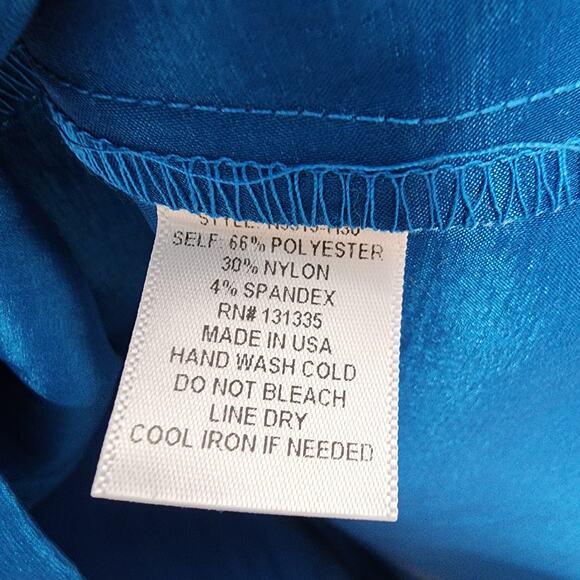 STYLE:
SELF: 66% POLYESTER
30% NYLON
4% SPANDEX
RN# 131335
MADE IN USA
HAND WASH COLD
DO NOT BLEACH
LINE DRY
COOL IRON IF NEEDED